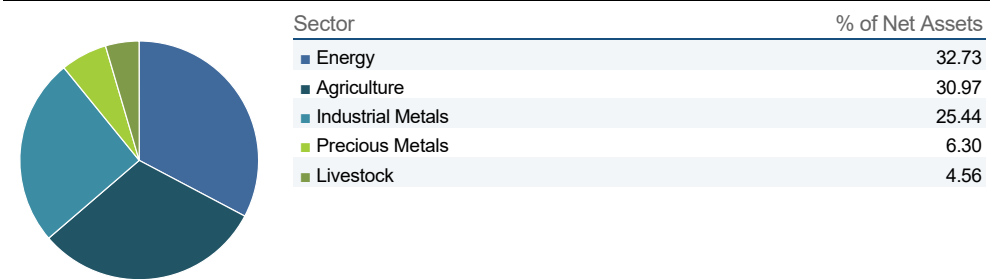 Sector % of Net Assets
Energy 32.73
Agriculture 30.97
Industrial Metals 25.44
Precious Metals 6.30
Livestock 4.56